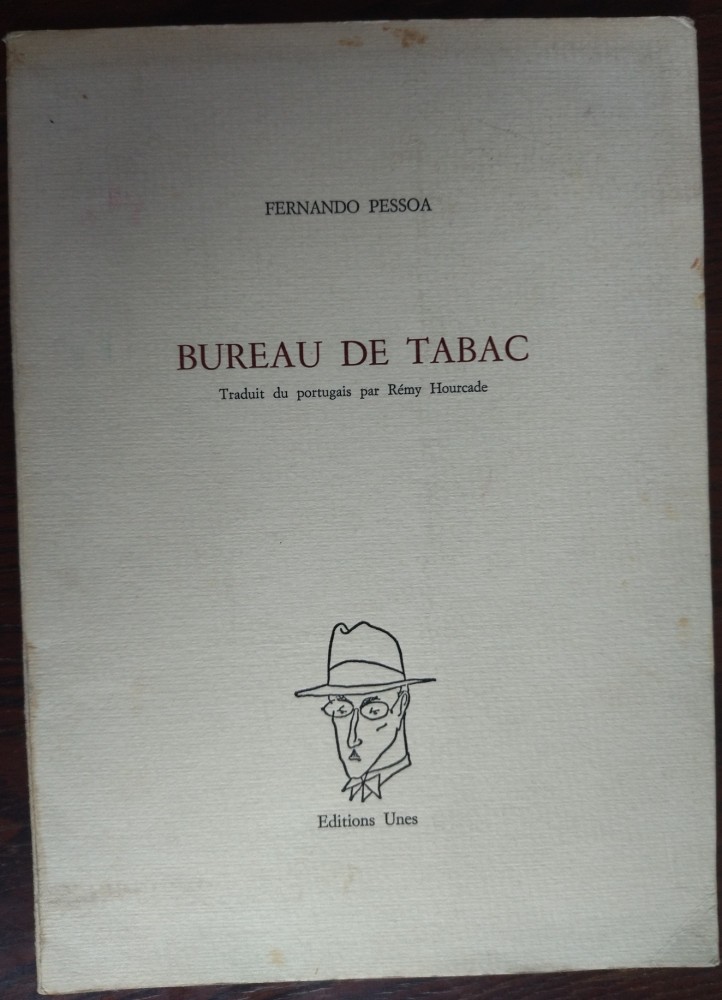 FERNANDO PESSOA
BUREAU DE TABAC
Traduit du portugais par Rémy Hourcade
Editions Unes